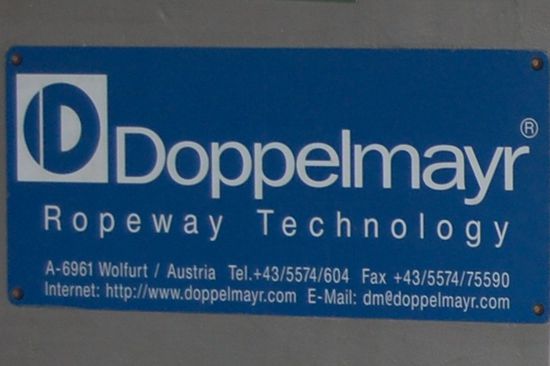 D Doppelmayr®
Ropeway Technology
A-6961 Wolfurt / Austria Tel.+43/5574/604 Fax +43/5574/75590
Internet: http://www.doppelmayr.com E-Mail: dm@doppelmayr.com